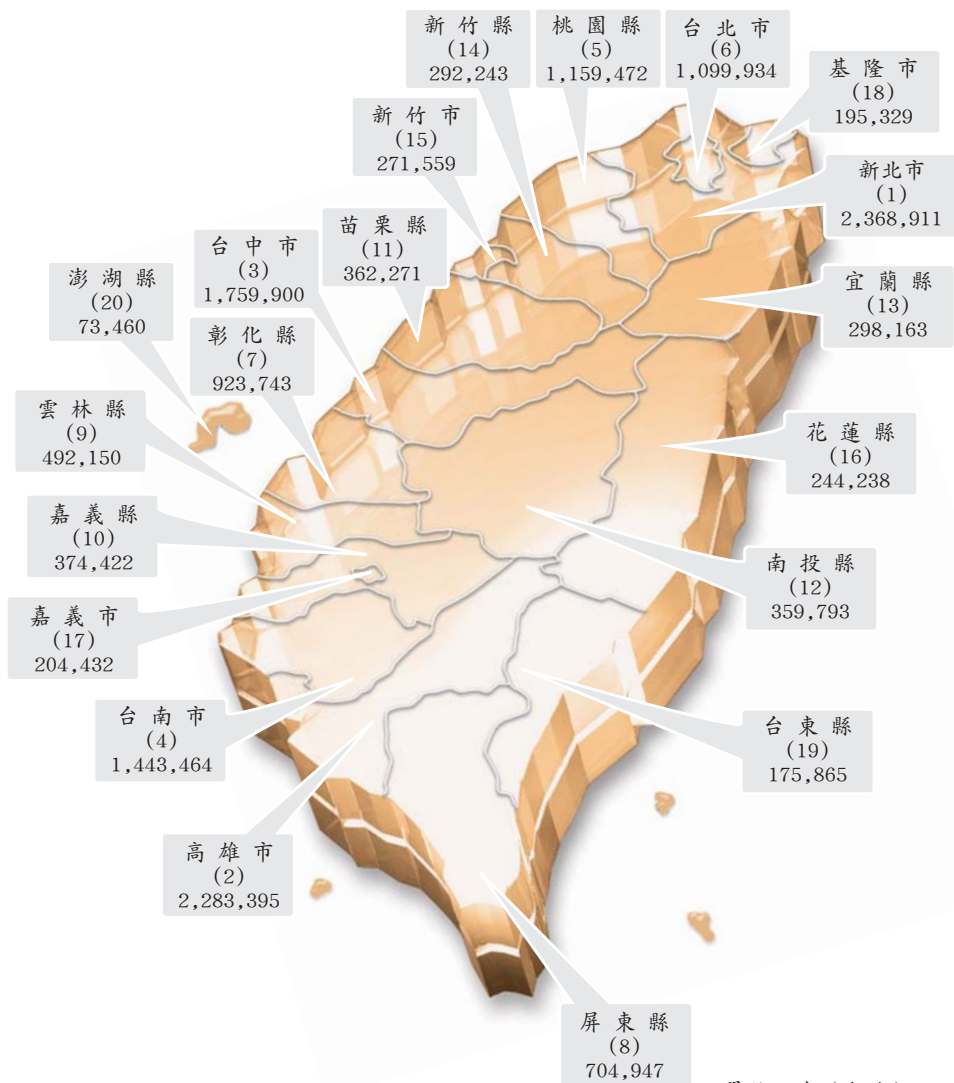 新竹縣
(14)
292,243
桃園縣
(5)
1,159,472
台北市
(6)
1,099,934
基隆市
(18)
195,329
新竹市
(15)
271,559
新北市
(1)
2,368,911
苗栗縣
(11)
362,271
台中市
(3)
1,759,900
澎湖縣
(20)
73,460
宜蘭縣
(13)
298,163
彰化縣
(7)
923,743
雲林縣
(9)
492,150
花蓮縣
(16)
244,238
嘉義縣
(10)
374,422
南投縣
(12)
359,793
嘉義市
(17)
204,432
台南市
(4)
1,443,464
台東縣
(19)
175,865
高雄市
(2)
2,283,395
屏東縣
(8)
704,947